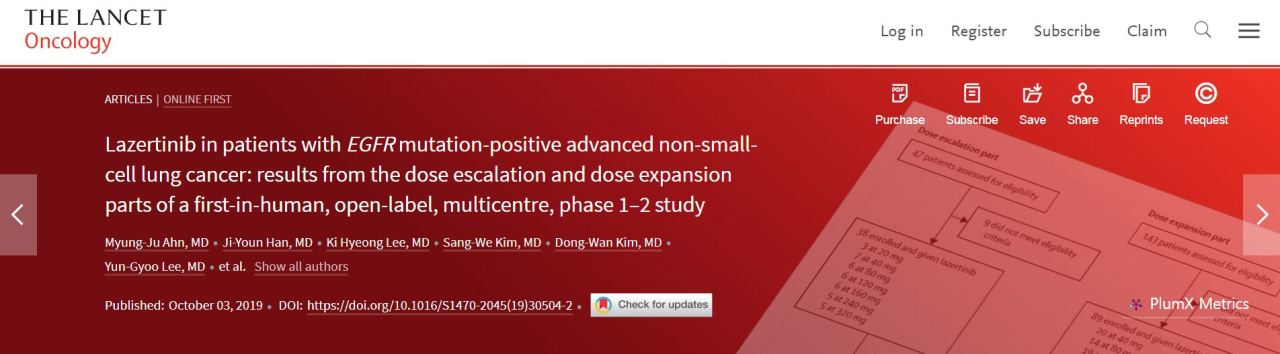 THE LANCET
Oncology
Log in Register Subscribe Claim
ARTICLES | ONLINE FIRST
Purchase Subscribe Save Share Reprints Request
Lazertinib in patients with EGFR mutation-positive advanced non-small-
cell lung cancer: results from the dose escalation and dose expansion
parts of a first-in-human, open-label, multicentre, phase 1–2 study
Myung-Ju Ahn, MD • Ji-Youn Han, MD • Ki Hyeong Lee, MD • Sang-We Kim, MD • Dong-Wan Kim, MD •
Yun-Gyoo Lee, MD • et al. Show all authors
Published: October 03, 2019 • DOI: https://doi.org/10.1016/S1470-2045(19)30504-2 •
Check for updates
PlumX Metrics
Dose escalation part
47 patients assessed for eligibility
9 did not meet eligibility
criteria
38 enrolled and given lazertinib
3 at 20 mg
7 at 40 mg
6 at 80 mg
6 at 120 mg
6 at 160 mg
5 at 240 mg
5 at 320 mg
Dose expansion part
143 patients assessed for eligibility
not meet
89 enrolled and given
20 at 40 mg
14 at 80